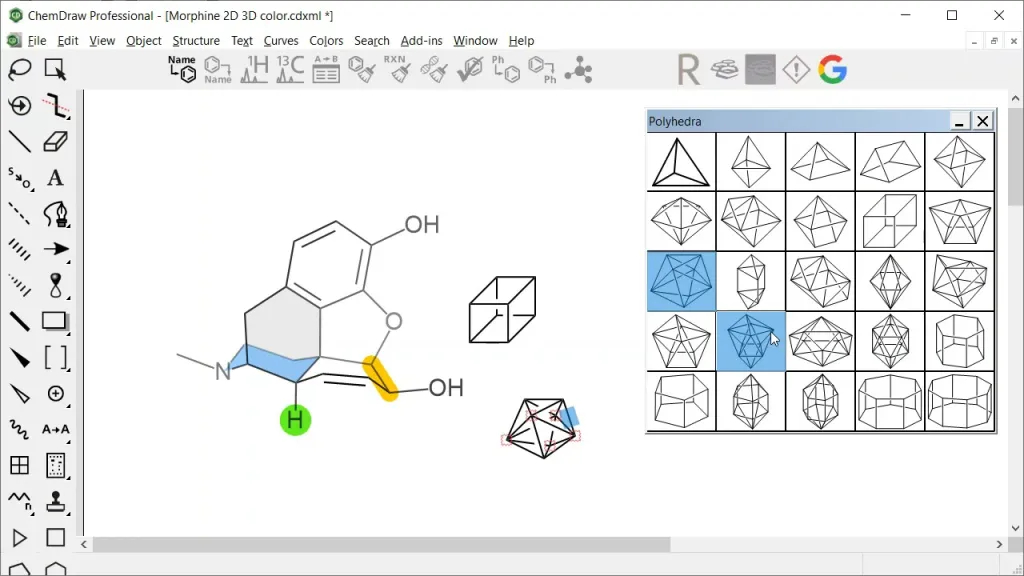 ChemDraw Professional - [Morphine 2D 3D color.cdxml *]
File Edit View Object Structure Text Curves Colors Search Add-ins Window Help
Name Name 1H 13C A→B RXN Ph Ph R G
S O
A
A→A
n
Polyhedra
OH
O
N
OH
H